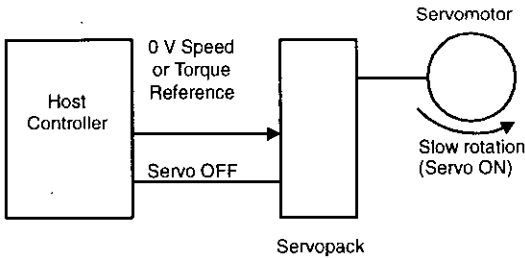 Servomotor
0 V Speed
or Torque
Reference
Host
Controller
Servo OFF
Slow rotation
(Servo ON)
Servopack